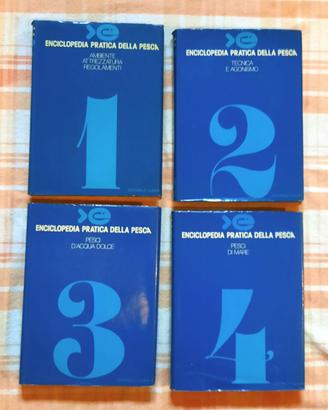 ENCICLOPEDIA PRATICA DELLA PESCA
AMBIENTE
ATTREZZATURA
REGOLAMENTI
1
ENCICLOPEDIA PRATICA DELLA PESCA
TECNICA
E AGONISMO
2
ENCICLOPEDIA PRATICA DELLA PESCA
PESCI
D'ACQUA DOLCE
3
ENCICLOPEDIA PRATICA DELLA PESCA
PESCI
DI MARE
4